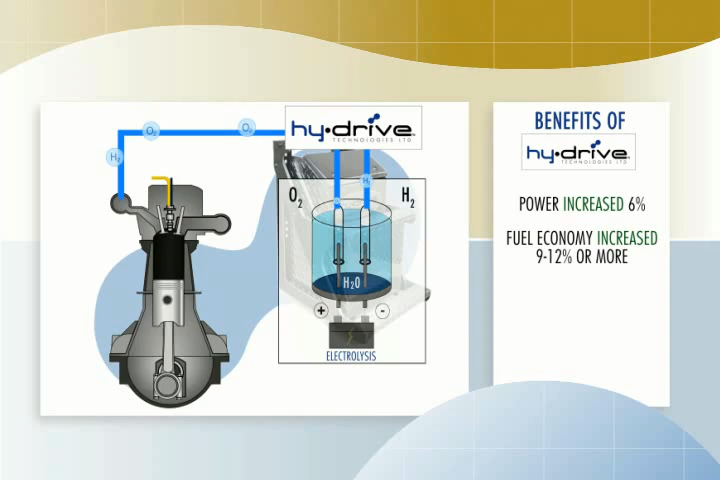 O2
O2
H2
hy-drive
TECHNOLOGIES LTD
H2
O2
H2
H2O
+
-
ELECTROLYSIS
BENEFITS OF
hy-drive
TECHNOLOGIES LTD
POWER INCREASED 6%
FUEL ECONOMY INCREASED
9-12% OR MORE